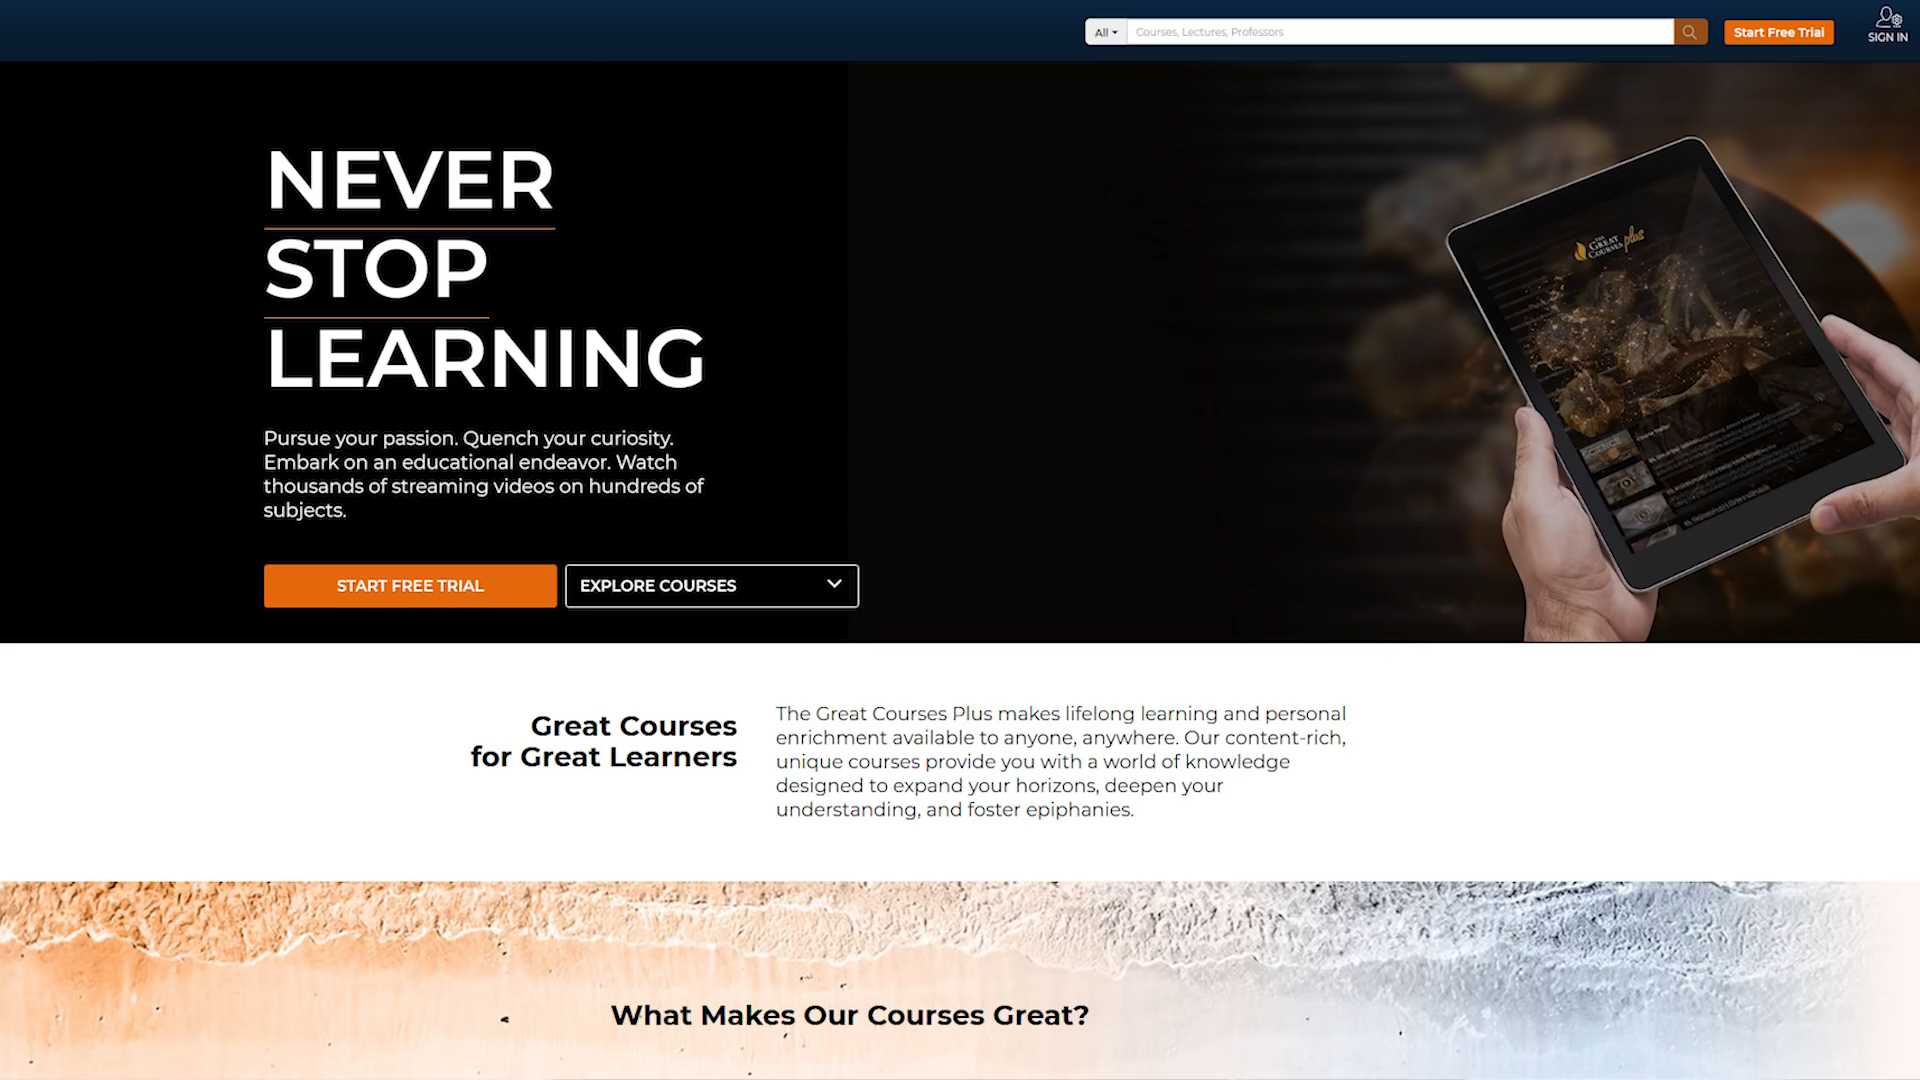 All
Courses, Lectures, Professors
Start Free Trial
SIGN IN
NEVER
STOP
LEARNING
THE
GREAT
COURSES plus
Pursue your passion. Quench your curiosity.
Embark on an educational endeavor. Watch
thousands of streaming videos on hundreds of
subjects.
START FREE TRIAL
EXPLORE COURSES
Great Courses
for Great Learners
The Great Courses Plus makes lifelong learning and personal
enrichment available to anyone, anywhere. Our content-rich,
unique courses provide you with a world of knowledge
designed to expand your horizons, deepen your
understanding, and foster epiphanies.
What Makes Our Courses Great?